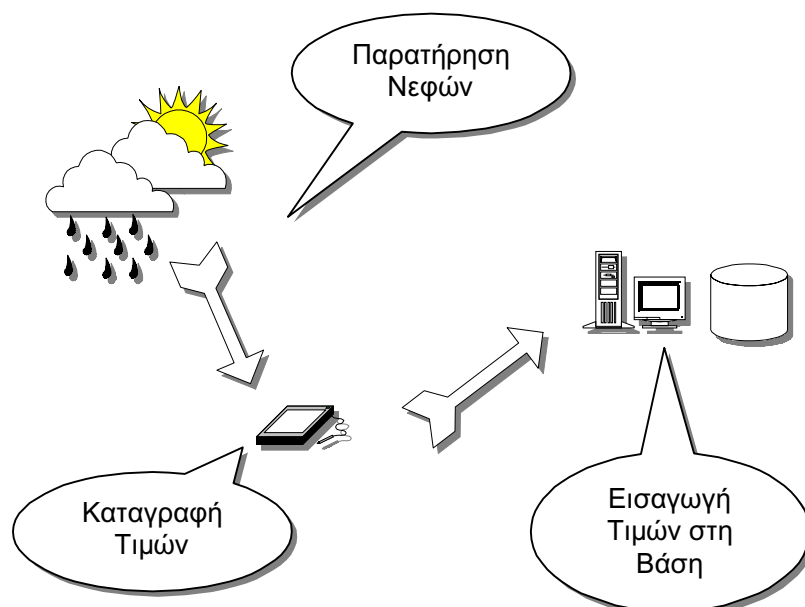 Παρατήρηση
Νεφών
Καταγραφή
Τιμών
Εισαγωγή
Τιμών στη
Βάση